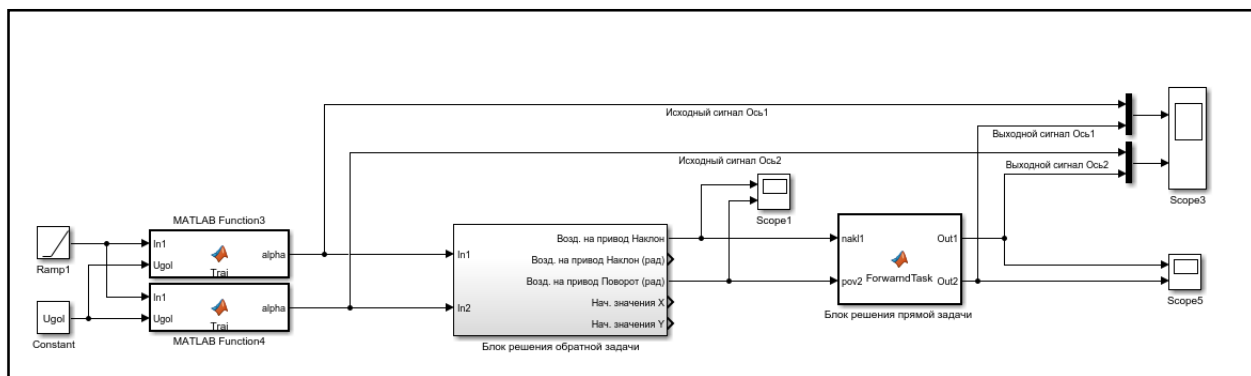 Исходный сигнал Ось1
Выходной сигнал Ось1
Исходный сигнал Ось2
Выходной сигнал Ось2
Scope3
Scope1
MATLAB Function3
In1
Ugol
Traj
alpha
Ramp1
In1
Ugol
Traj
alpha
MATLAB Function4
Ugol
Constant
In1
In2
Возд. на привод Наклон
Возд. на привод Наклон (рад)
Возд. на привод Поворот (рад)
Нач. значения X
Нач. значения Y
Блок решения обратной задачи
nakl1
pov2
ForwarndTask
Out1
Out2
Блок решения прямой задачи
Scope5